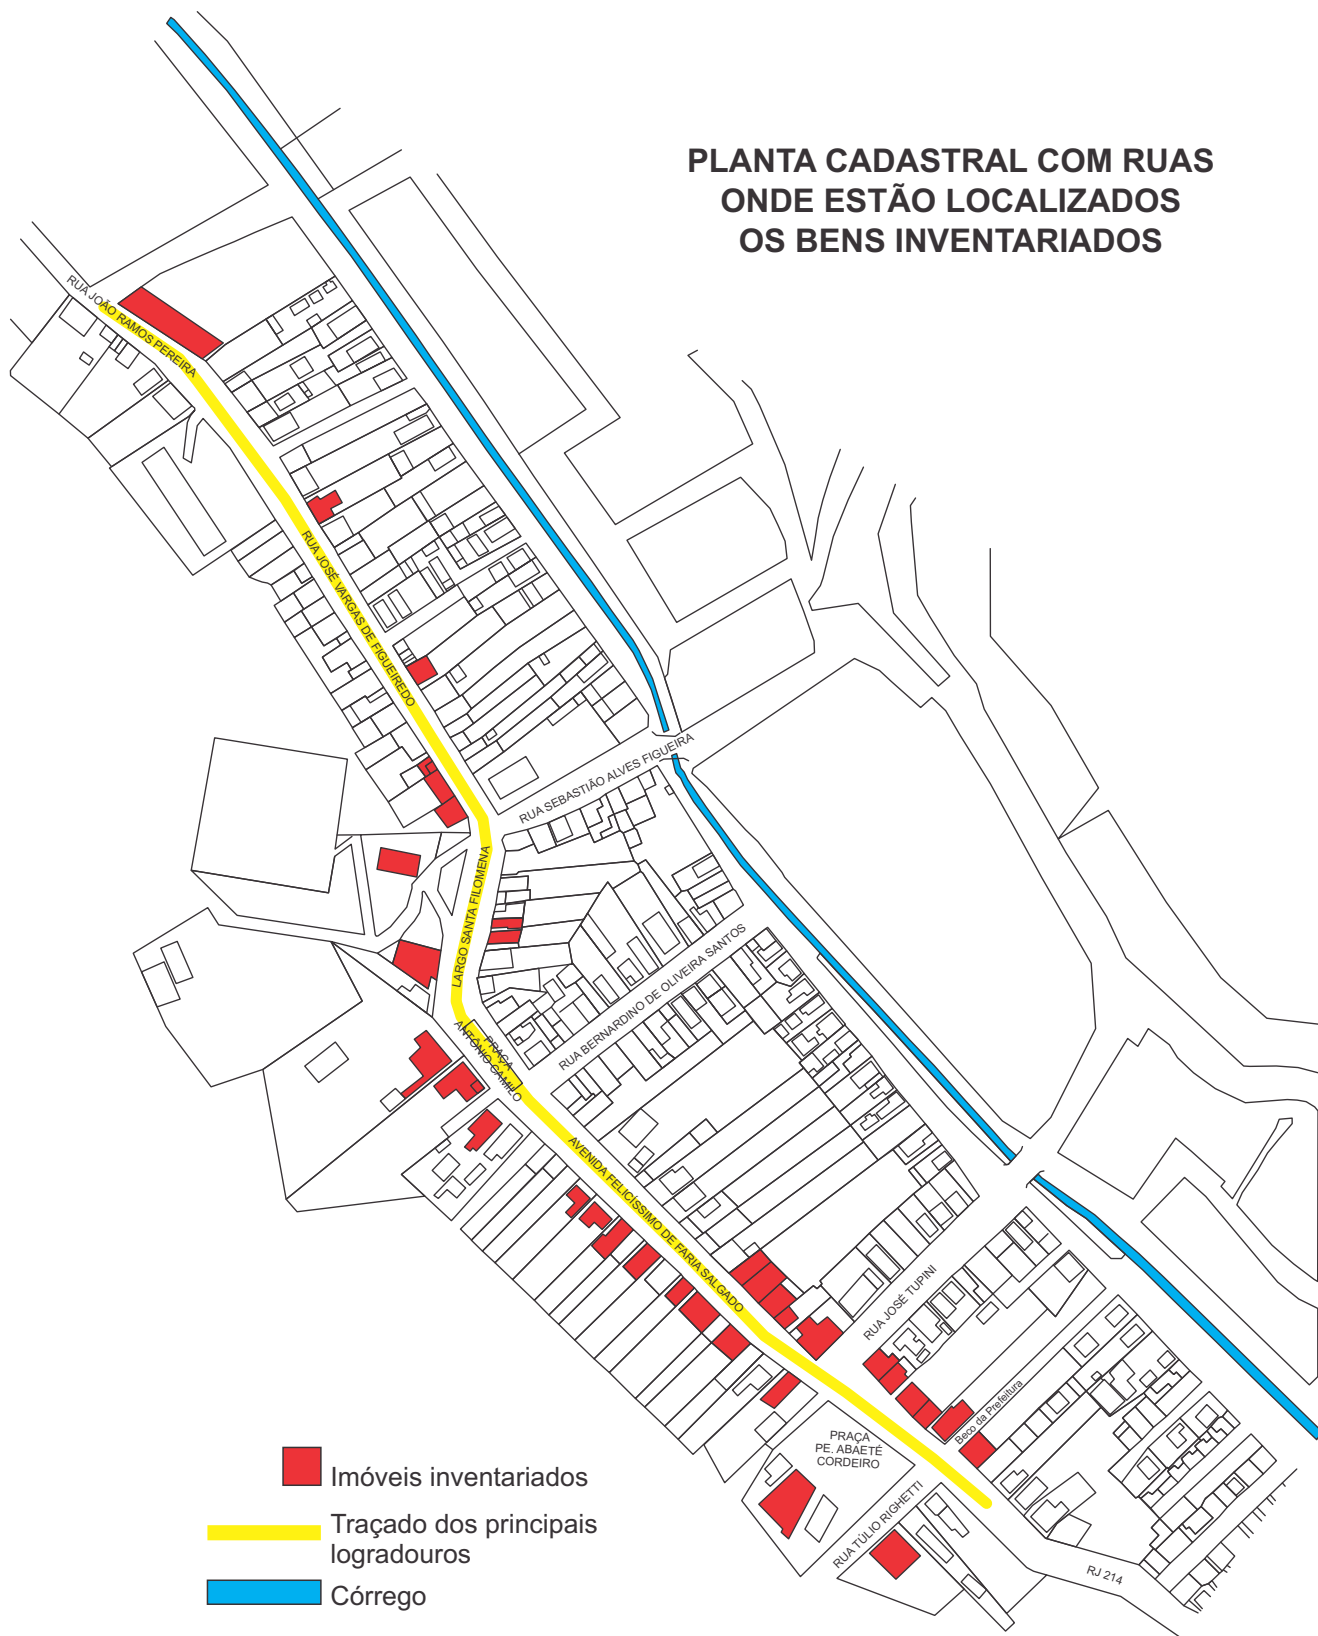 PLANTA CADASTRAL COM RUAS
ONDE ESTÃO LOCALIZADOS
OS BENS INVENTARIADOS
RUA JOÃO RAMOS PEREIRA
RUA JOSÉ VARGAS DE FIGUEIREDO
RUA SEBASTIÃO ALVES FIGUEIRA
LARGO SANTA FILOMENA
RUA BERNARDINO DE OLIVEIRA SANTOS
PRAÇA
ANTÔNIO CAMILO
AVENIDA FELICÍSSIMO DE FARIA SALGADO
RUA JOSÉ TUPINI
Beco da Prefeitura
PRAÇA
PE. ABAETÉ
CORDEIRO
RUA TÚLIO RIGHETTI
RJ 214
Imóveis inventariados
Traçado dos principais
logradouros
Córrego